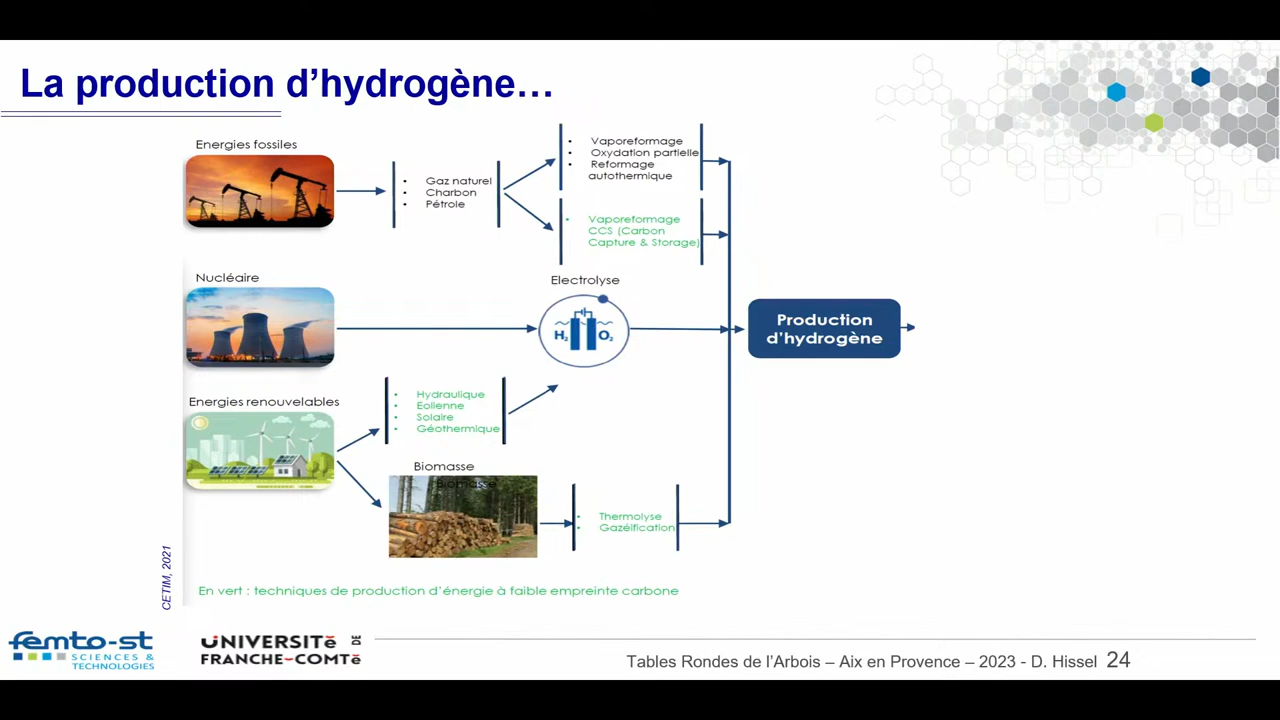 La production d’hydrogène…
Energies fossiles
• Gaz naturel
• Charbon
• Pétrole
• Vaporeformage
• Oxydation partielle
• Reformage
autothermique
• Vaporeformage
CCS (Carbon
Capture & Storage)
Nucléaire
Electrolyse
H₂ O₂
Production
d’hydrogène
Energies renouvelables
• Hydraulique
• Eolienne
• Solaire
• Géothermique
Biomasse
Biomasse
• Thermolyse
• Gazéification
CETIM, 2021
En vert : techniques de production d’énergie à faible empreinte carbone
femto-st
SCIENCES &
TECHNOLOGIES
UNIVERSITĕ DE
FRANCHE-COMTĕ
Tables Rondes de l’Arbois – Aix en Provence – 2023 - D. Hissel 24